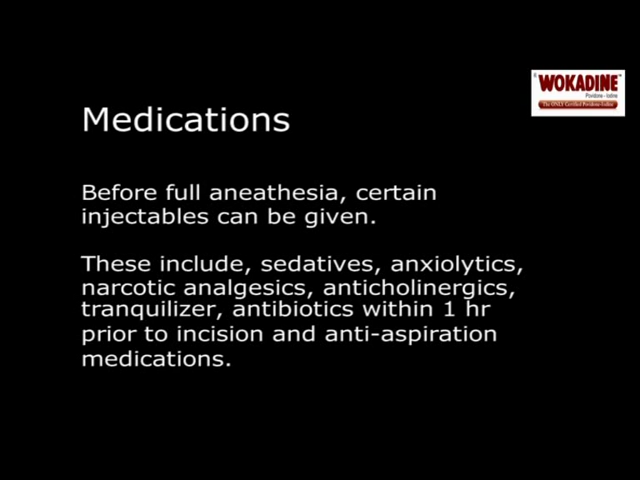 WOKADINE™
Povidone - Iodine
The ONLY Certified Povidone-Iodine
Medications
Before full aneathesia, certain
injectables can be given.
These include, sedatives, anxiolytics,
narcotic analgesics, anticholinergics,
tranquilizer, antibiotics within 1 hr
prior to incision and anti-aspiration
medications.